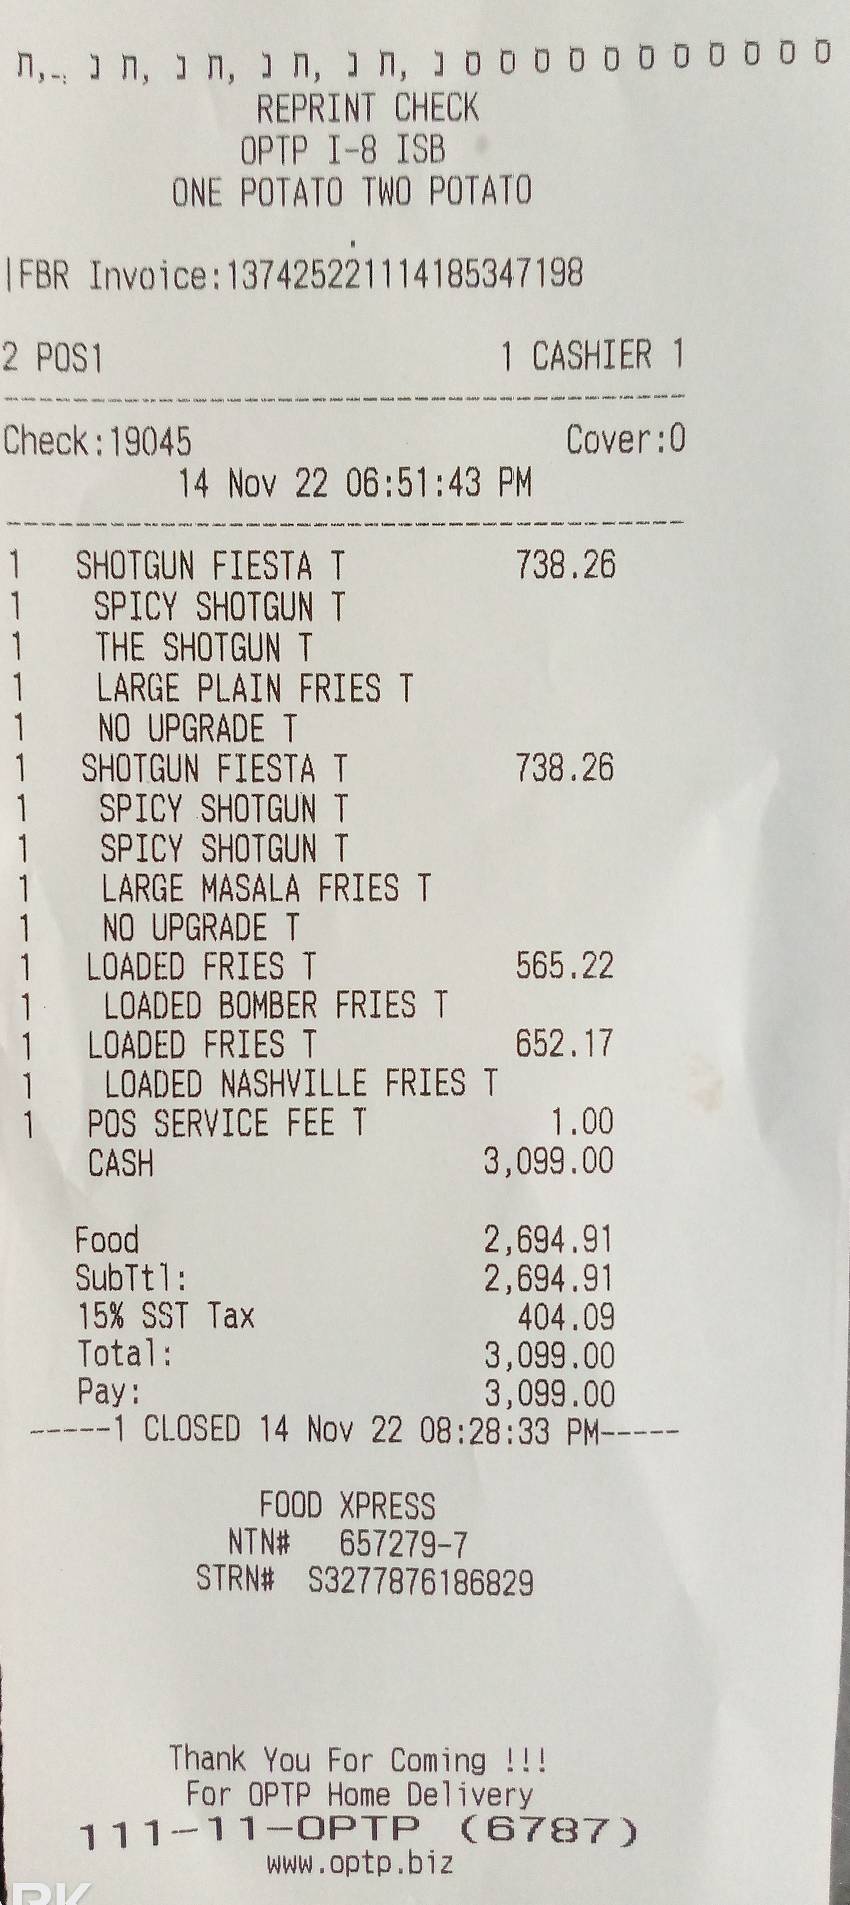 REPRINT CHECK
OPTP I-8 ISB
ONE POTATO TWO POTATO
|FBR Invoice:137425221114185347198
2 POS1 1 CASHIER 1
Check:19045 Cover:0
14 Nov 22 06:51:43 PM
1 SHOTGUN FIESTA T 738.26
1 SPICY SHOTGUN T
1 THE SHOTGUN T
1 LARGE PLAIN FRIES T
1 NO UPGRADE T
1 SHOTGUN FIESTA T 738.26
1 SPICY SHOTGUN T
1 SPICY SHOTGUN T
1 LARGE MASALA FRIES T
1 NO UPGRADE T
1 LOADED FRIES T 565.22
1 LOADED BOMBER FRIES T
1 LOADED FRIES T 652.17
1 LOADED NASHVILLE FRIES T
1 POS SERVICE FEE T 1.00
CASH 3,099.00
Food 2,694.91
SubTtl: 2,694.91
15% SST Tax 404.09
Total: 3,099.00
Pay: 3,099.00
-----1 CLOSED 14 Nov 22 08:28:33 PM-----
FOOD XPRESS
NTN# 657279-7
STRN# S3277876186829
Thank You For Coming !!!
For OPTP Home Delivery
111-11-OPTP (6787)
www.optp.biz
RK